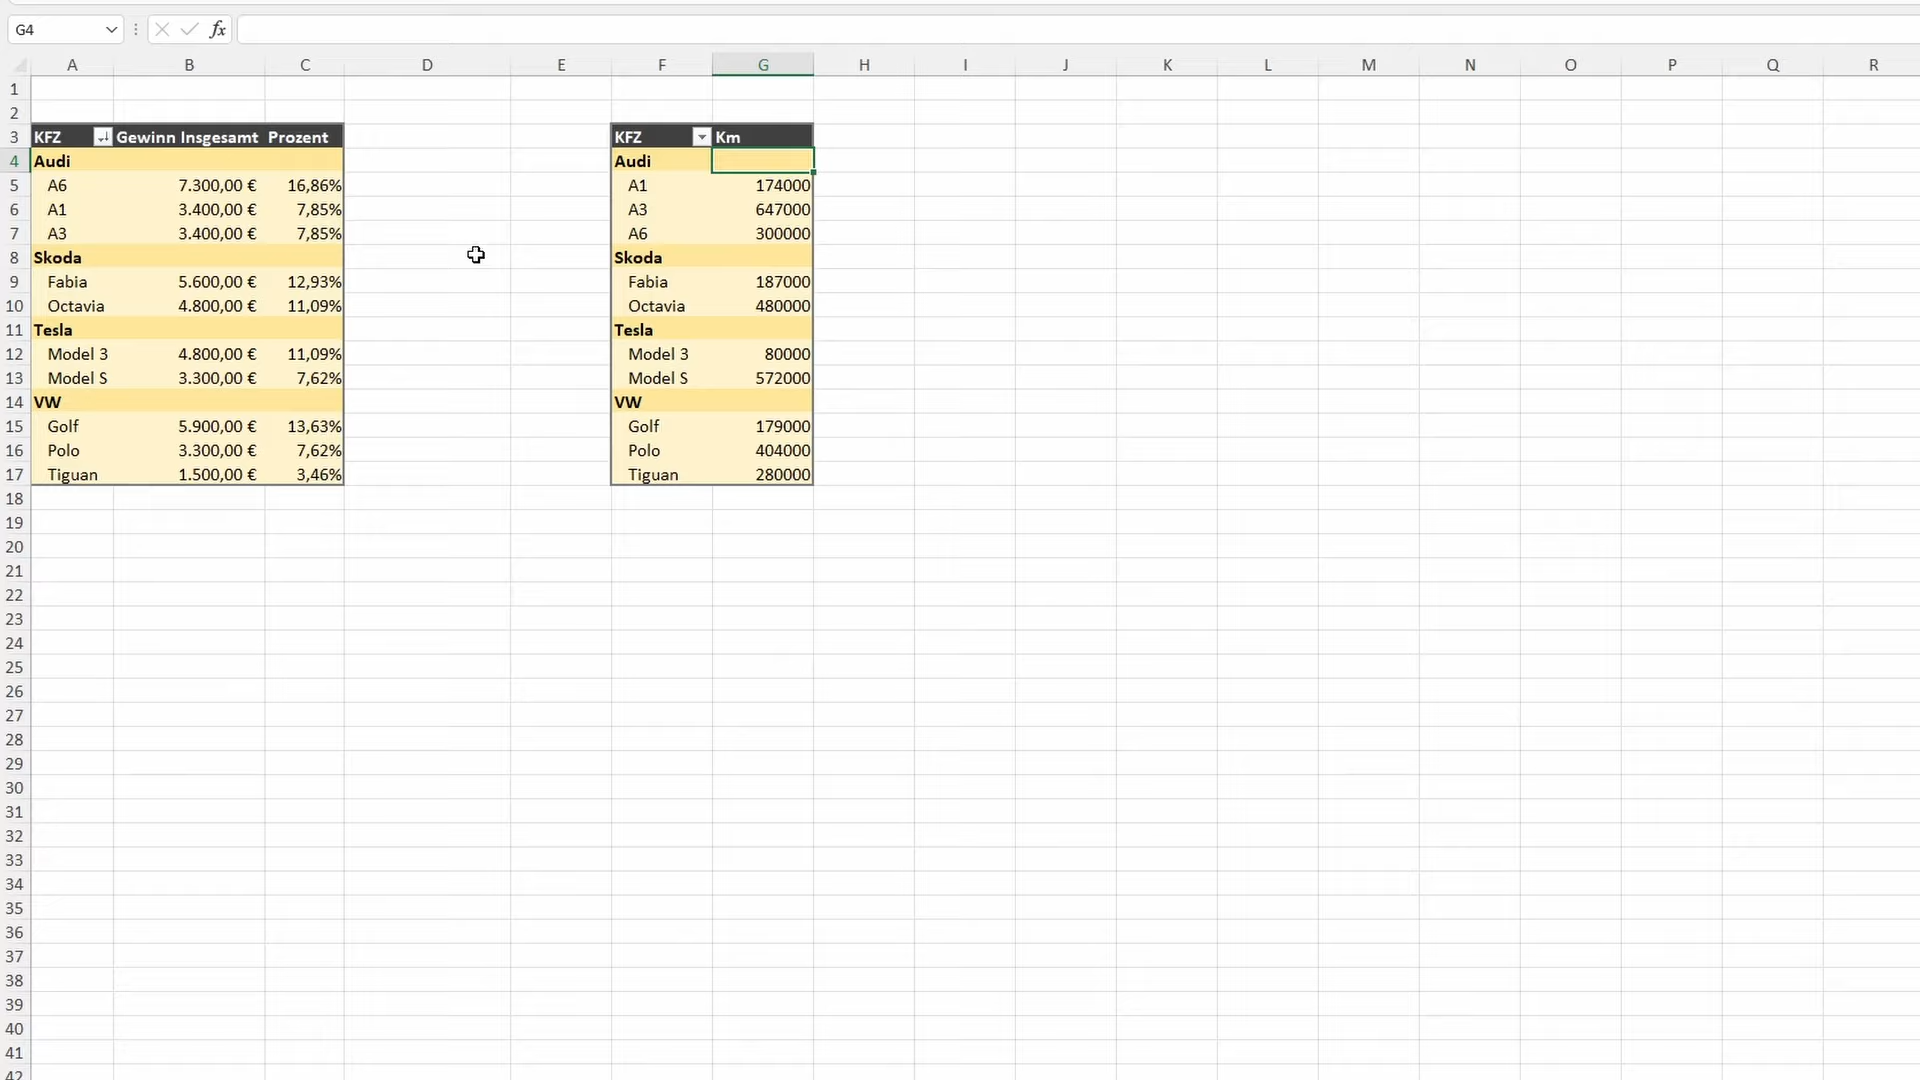 G4 fx
A B C D E F G H I J K L M N O P Q R
1
2
3 KFZ Gewinn Insgesamt Prozent KFZ Km
4 Audi Audi
5 A6 7.300,00 € 16,86% A1 174000
6 A1 3.400,00 € 7,85% A3 647000
7 A3 3.400,00 € 7,85% A6 300000
8 Skoda Skoda
9 Fabia 5.600,00 € 12,93% Fabia 187000
10 Octavia 4.800,00 € 11,09% Octavia 480000
11 Tesla Tesla
12 Model 3 4.800,00 € 11,09% Model 3 80000
13 Model S 3.300,00 € 7,62% Model S 572000
14 VW VW
15 Golf 5.900,00 € 13,63% Golf 179000
16 Polo 3.300,00 € 7,62% Polo 404000
17 Tiguan 1.500,00 € 3,46% Tiguan 280000
18
19
20
21
22
23
24
25
26
27
28
29
30
31
32
33
34
35
36
37
38
39
40
41
42